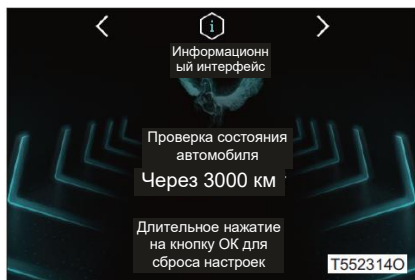 Информационн
ый интерфейс
Проверка состояния
автомобиля
Через 3000 км
Длительное нажатие
на кнопку ОК для
сброса настроек
T552314O